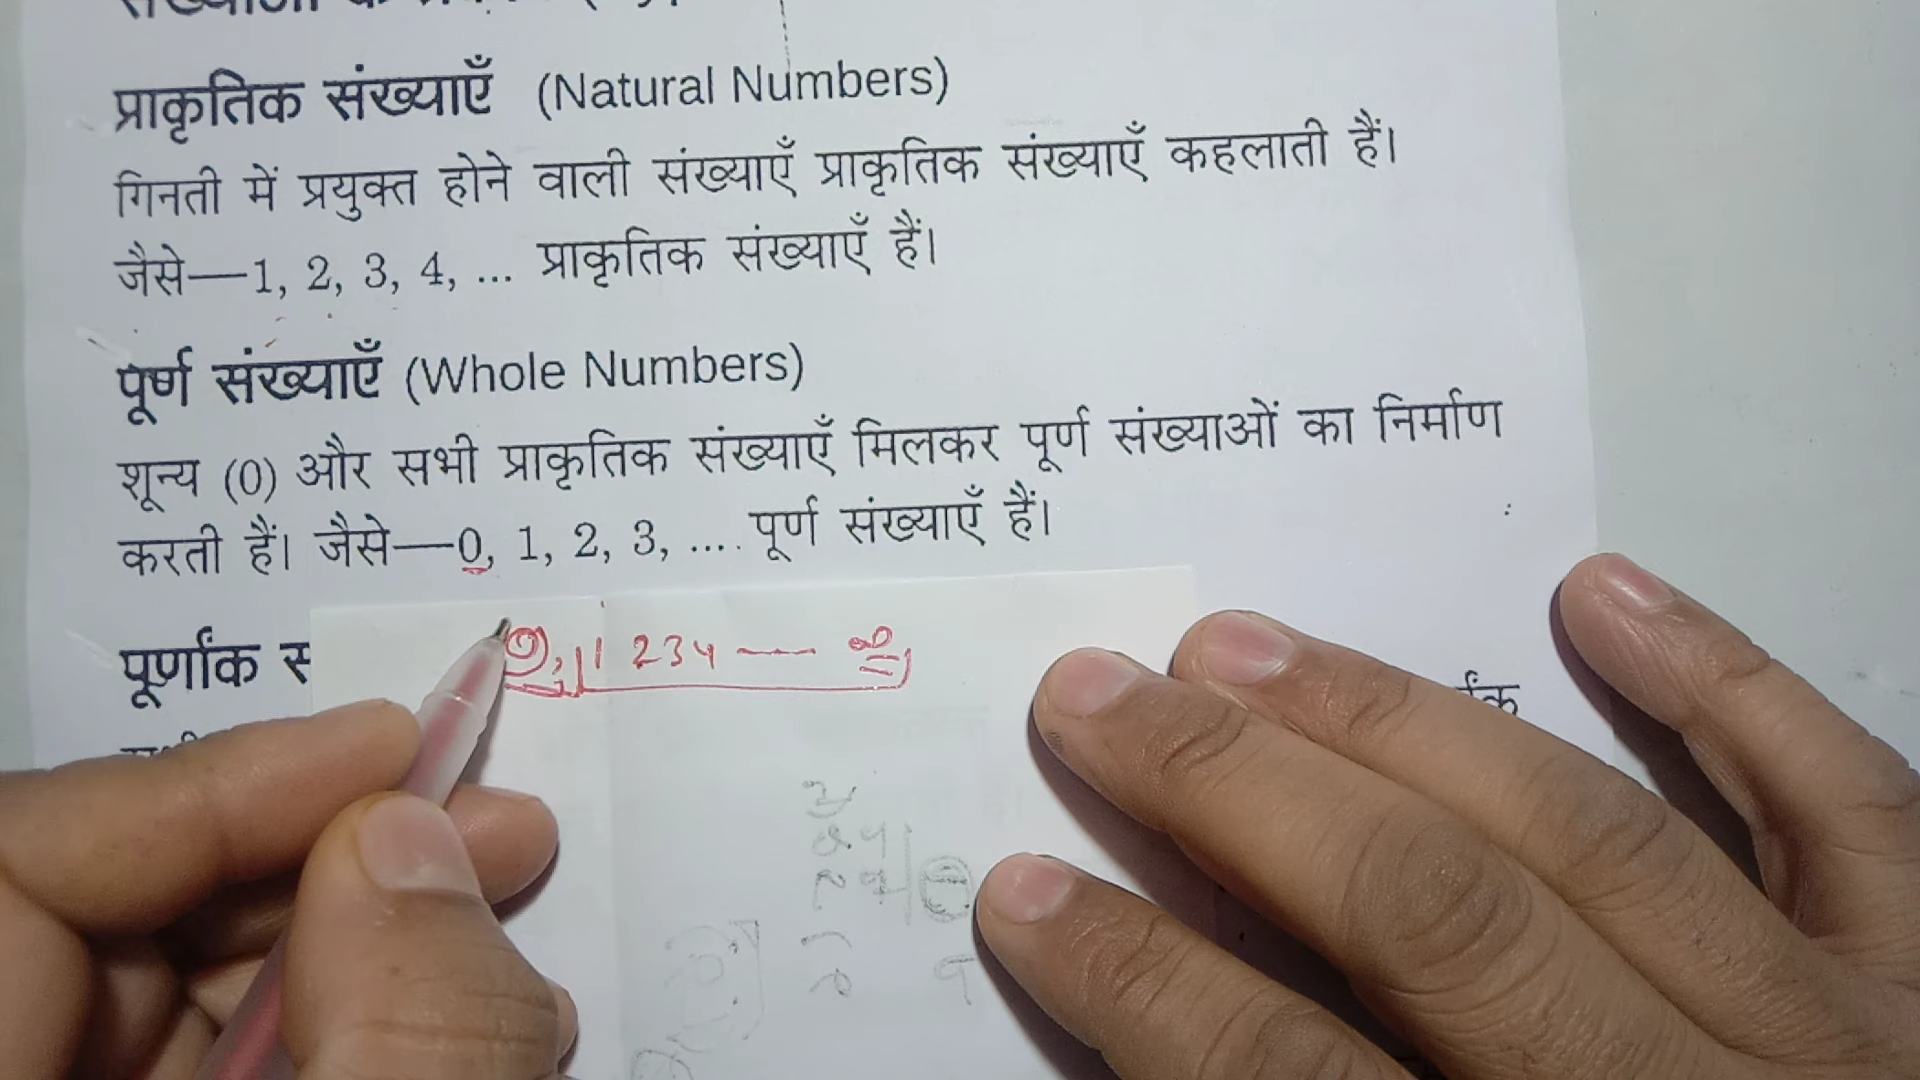 प्राकृतिक संख्याएँ (Natural Numbers)
गिनती में प्रयुक्त होने वाली संख्याएँ प्राकृतिक संख्याएँ कहलाती हैं।
जैसे—1, 2, 3, 4, ... प्राकृतिक संख्याएँ हैं।
पूर्ण संख्याएँ (Whole Numbers)
शून्य (0) और सभी प्राकृतिक संख्याएँ मिलकर पूर्ण संख्याओं का निर्माण
करती हैं। जैसे—0, 1, 2, 3, .... पूर्ण संख्याएँ हैं।
पूर्णांक
1 2 3 4 — ∞